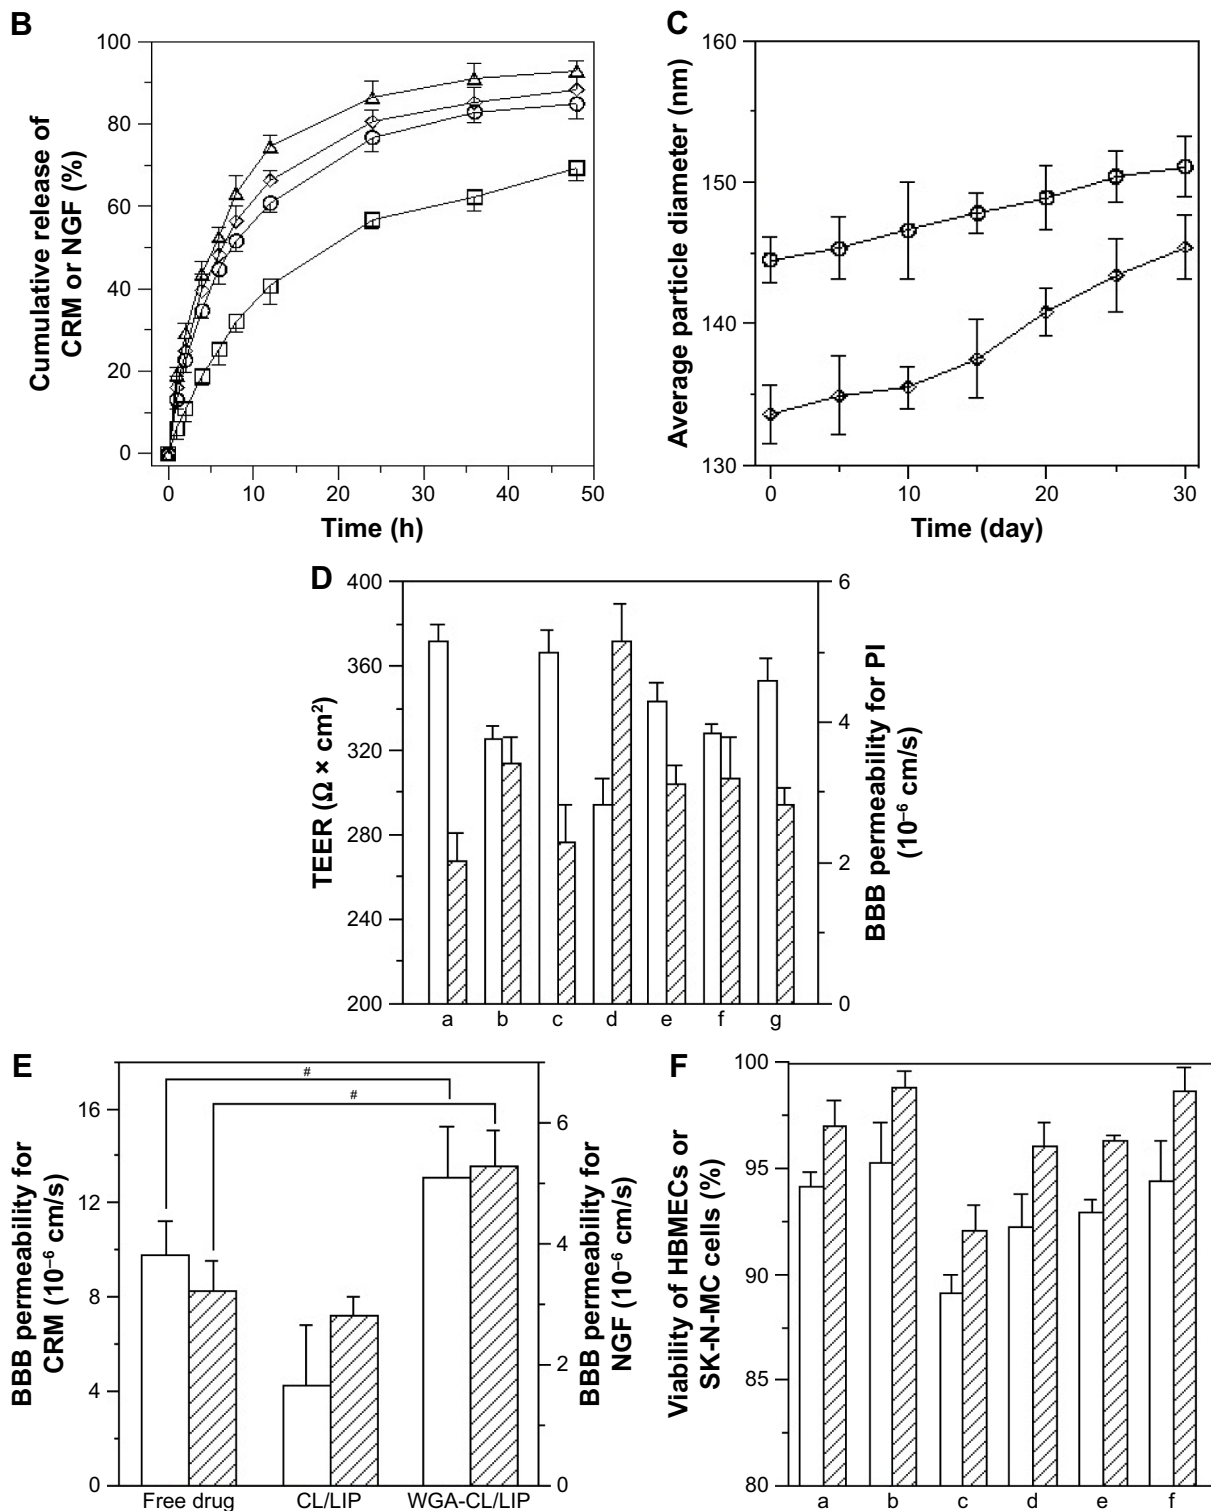 B
Cumulative release of
CRM or NGF (%)
100
80
60
40
20
0
0
10
20
30
40
50
Time (h)
C
Average particle diameter (nm)
160
150
140
130
0
10
20
30
Time (day)
D
TEER (Ω × cm²)
400
360
320
280
240
200
6
4
2
0
BBB permeability for PI
(10⁻⁶ cm/s)
a b c d e f g
E
BBB permeability for
CRM (10⁻⁶ cm/s)
16
12
8
4
0
#
#
6
4
2
0
BBB permeability for
NGF (10⁻⁶ cm/s)
Free drug CL/LIP WGA-CL/LIP
F
Viability of HBMECs or
SK-N-MC cells (%)
100
95
90
85
80
a b c d e f